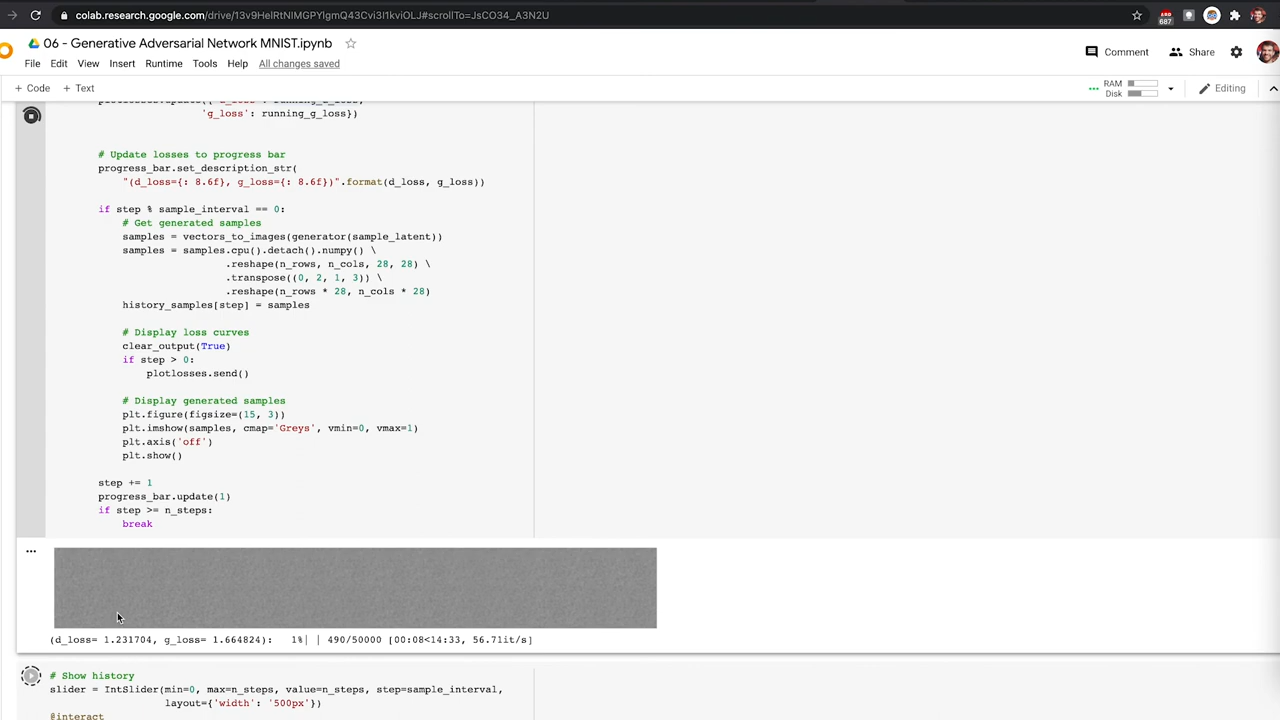 colab.research.google.com/drive/13v9HelRtNIMGPYlgmQ43Cvi3I1kviOLJ#scrollTo=JsCO34_A3N2U
687
06 - Generative Adversarial Network MNIST.ipynb
Comment
Share
File Edit View Insert Runtime Tools Help All changes saved
+ Code + Text
RAM
Disk
Editing
'g_loss': running_g_loss})
# Update losses to progress bar
progress_bar.set_description_str(
"(d_loss={: 8.6f}, g_loss={: 8.6f})".format(d_loss, g_loss))
if step % sample_interval == 0:
# Get generated samples
samples = vectors_to_images(generator(sample_latent))
samples = samples.cpu().detach().numpy() \
.reshape(n_rows, n_cols, 28, 28) \
.transpose((0, 2, 1, 3)) \
.reshape(n_rows * 28, n_cols * 28)
history_samples[step] = samples
# Display loss curves
clear_output(True)
if step > 0:
plotlosses.send()
# Display generated samples
plt.figure(figsize=(15, 3))
plt.imshow(samples, cmap='Greys', vmin=0, vmax=1)
plt.axis('off')
plt.show()
step += 1
progress_bar.update(1)
if step >= n_steps:
break
(d_loss= 1.231704, g_loss= 1.664824): 1%| | 490/50000 [00:08<14:33, 56.71it/s]
# Show history
slider = IntSlider(min=0, max=n_steps, value=n_steps, step=sample_interval,
layout={'width': '500px'})
@interact